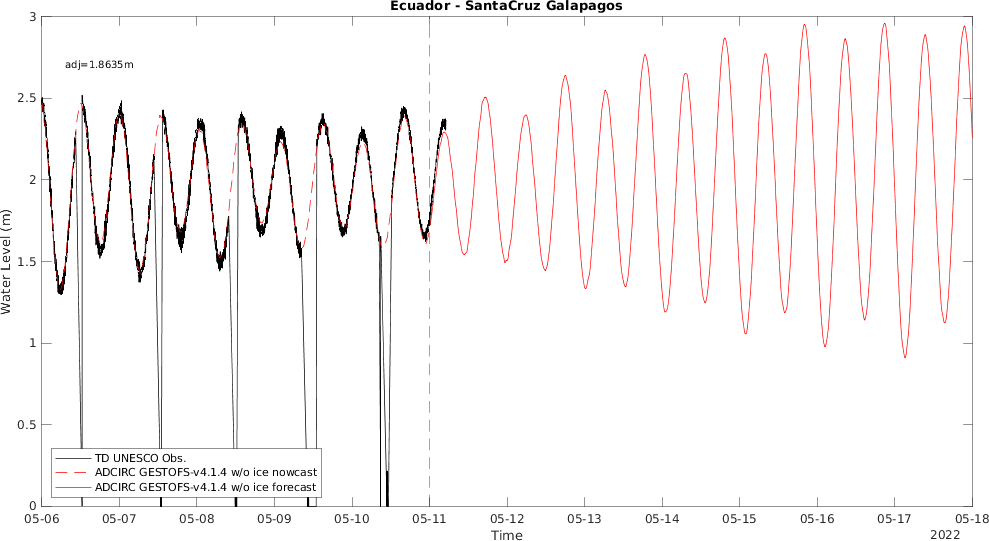 Ecuador - SantaCruz Galapagos
adj=1.8635m
Water Level (m)
3
2.5
2
1.5
1
0.5
0
TD UNESCO Obs.
ADCIRC GESTOFS-v4.1.4 w/o ice nowcast
ADCIRC GESTOFS-v4.1.4 w/o ice forecast
05-06 05-07 05-08 05-09 05-10 05-11 05-12 05-13 05-14 05-15 05-16 05-17 05-18
Time
2022